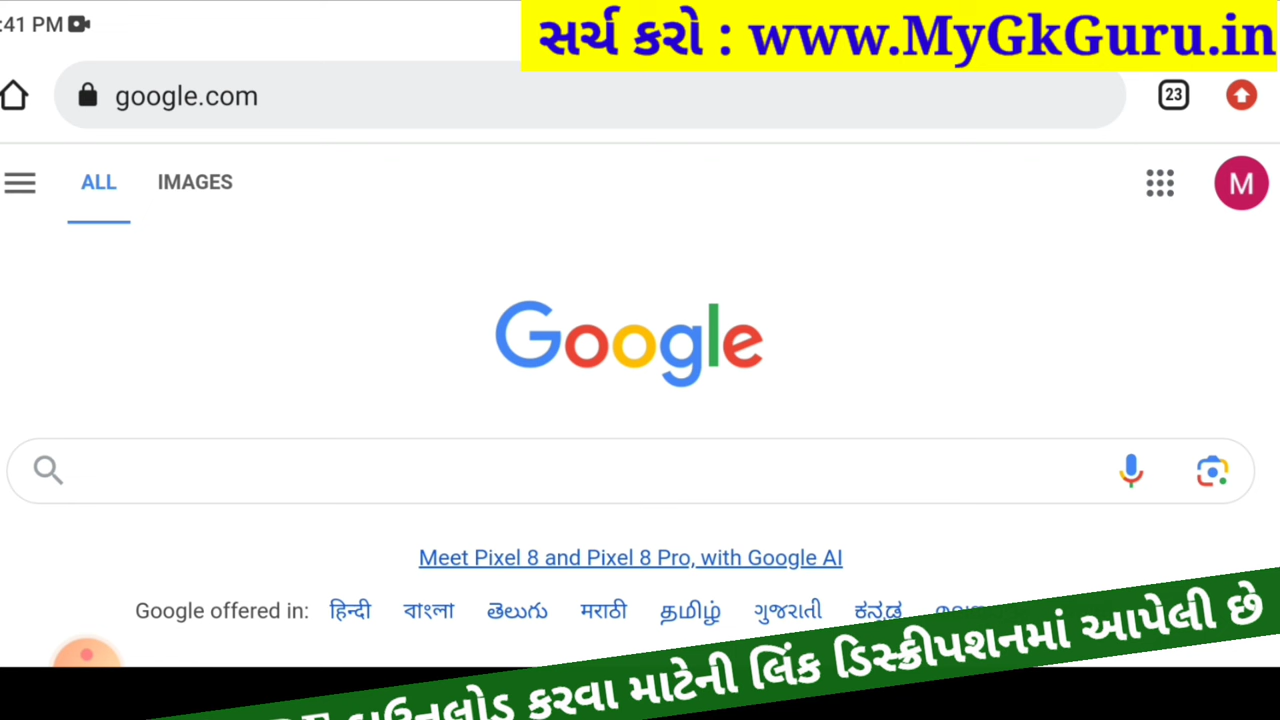 :41 PM
સર્ચ કરો : www.MyGkGuru.in
google.com
23
ALL IMAGES
M
Google
Meet Pixel 8 and Pixel 8 Pro, with Google AI
Google offered in: हिन्दी বাংলা తెలుగు मराठी தமிழ் ગુજરાતી ಕನ್ನಡ
ડાઉનલોડ કરવા માટેની લિંક ડિસ્ક્રીપશનમાં આપેલી છે